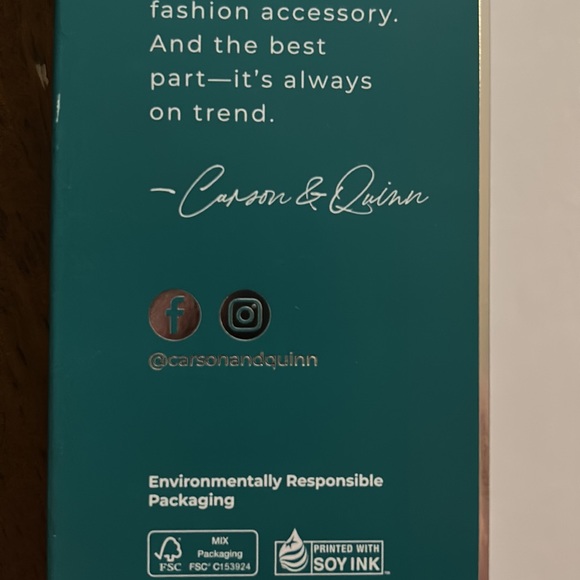 fashion accessory.
And the best
part—it's always
on trend.
– Carson & Quinn
@carsonandquinn
Environmentally Responsible
Packaging
MIX
Packaging
FSC FSC® C153924
PRINTED WITH
SOY INK™